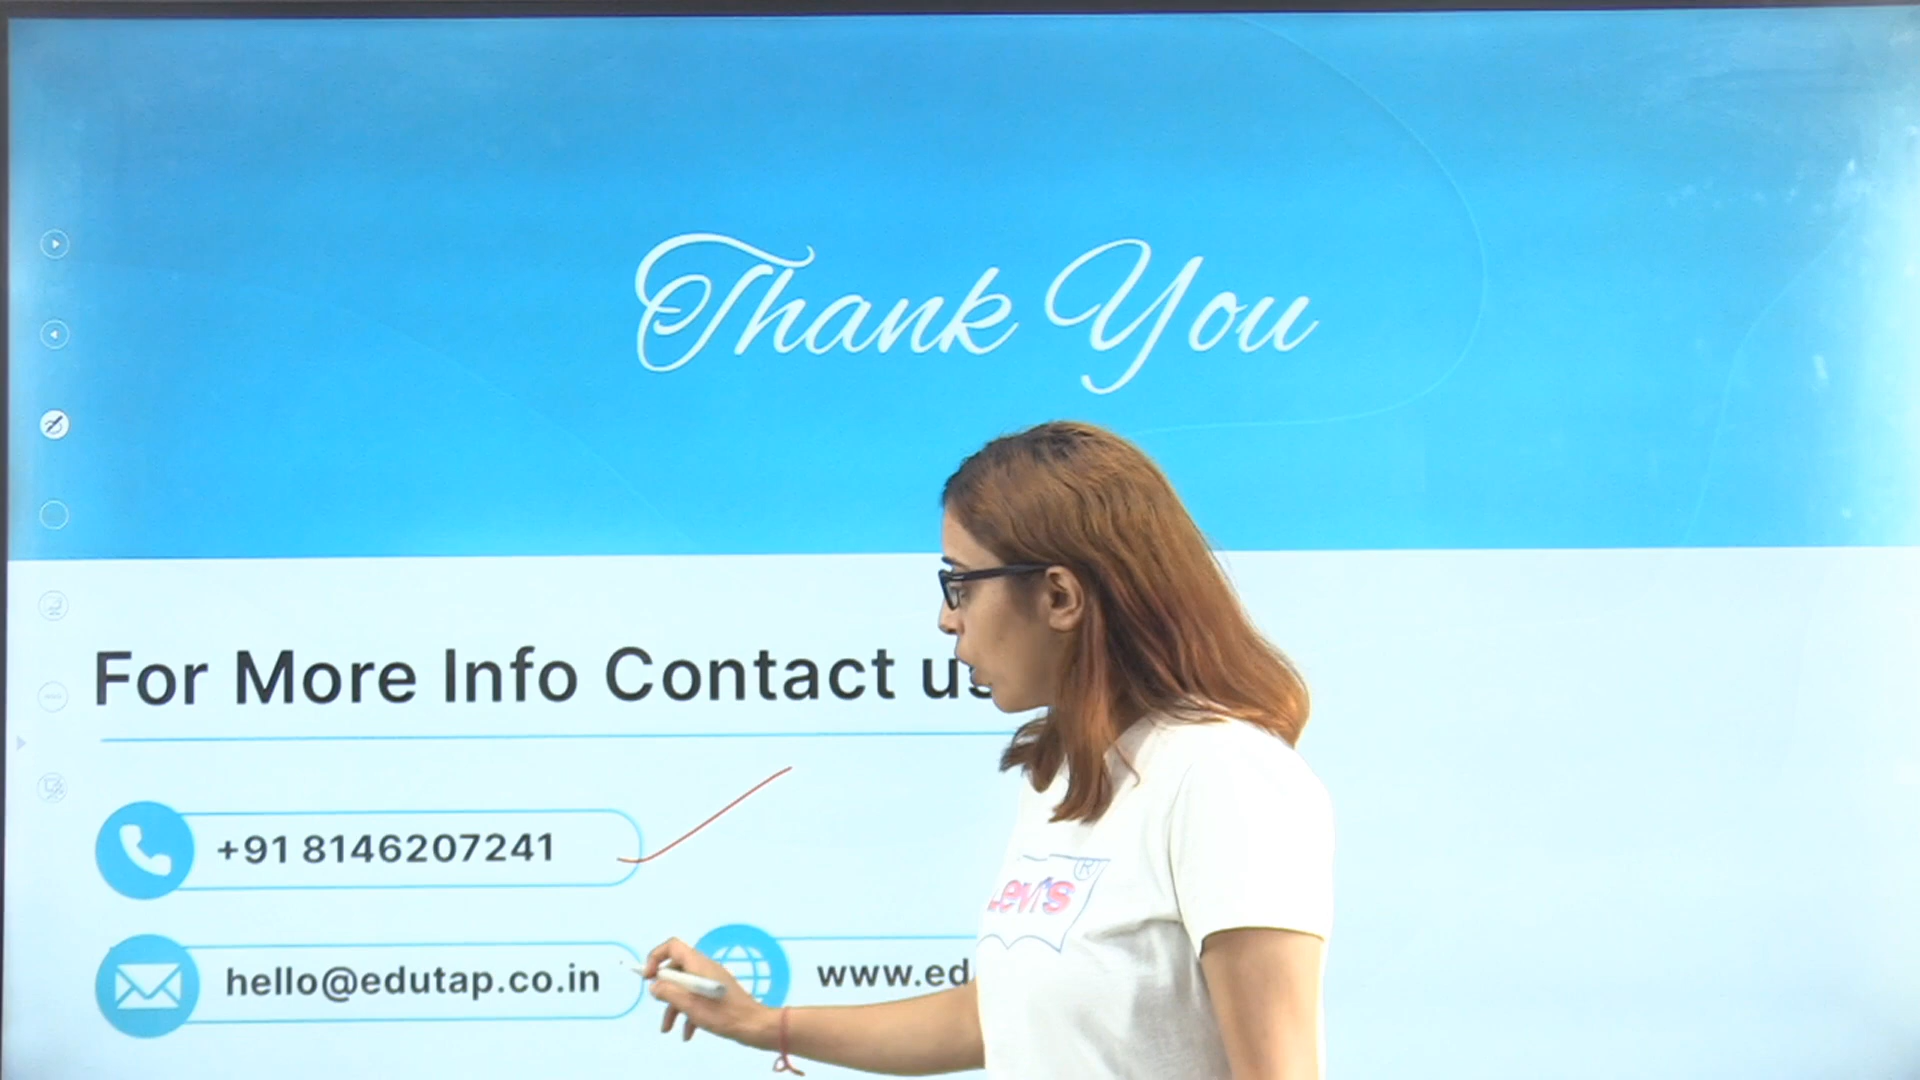 Thank You
For More Info Contact us
+91 8146207241
hello@edutap.co.in
www.ed
Levi's ®